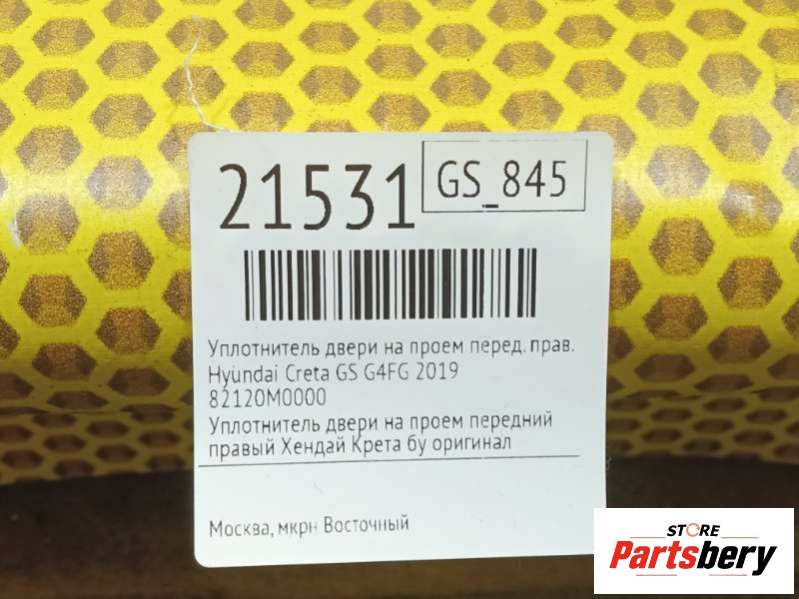 21531
GS_845
Уплотнитель двери на проем перед. прав.
Hyundai Creta GS G4FG 2019
82120M0000
Уплотнитель двери на проем передний
правый Хендай Крета бу оригинал
Москва, мкрн Восточный
STORE
Partsbery